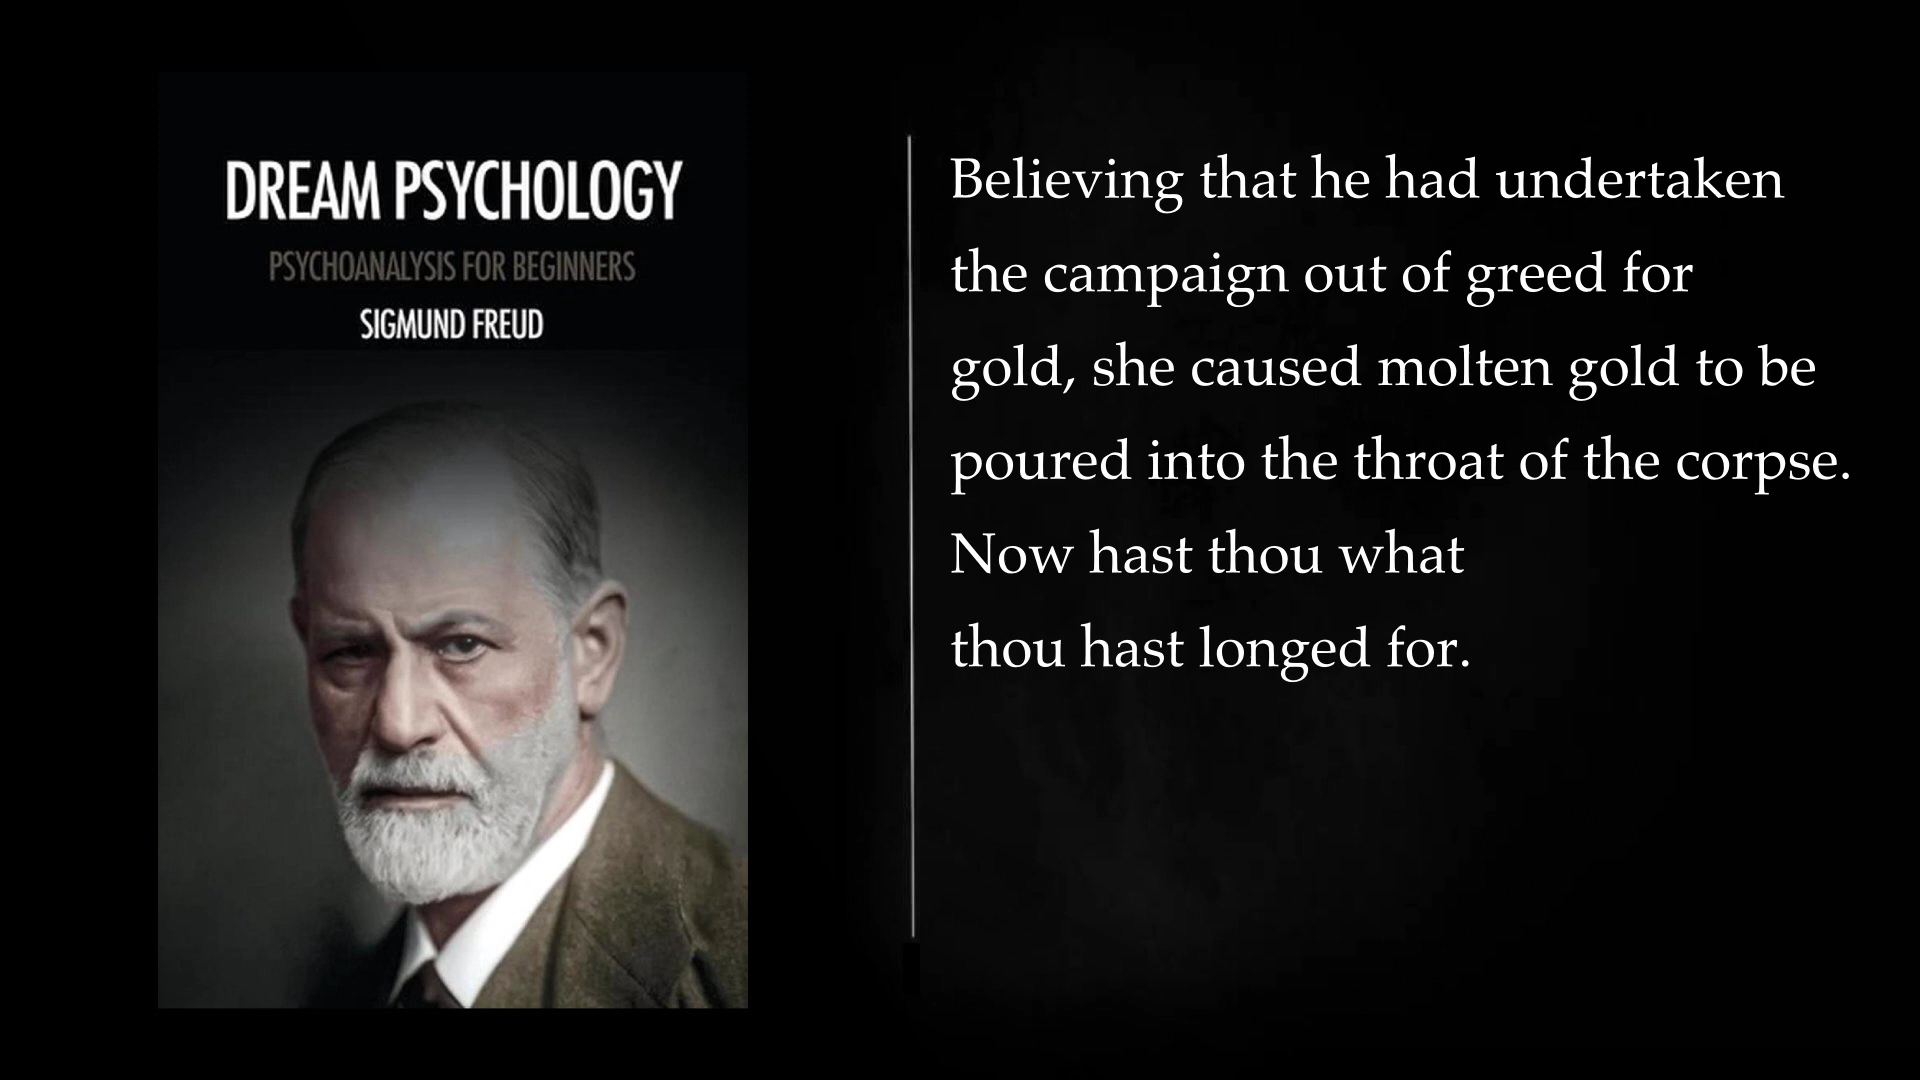 DREAM PSYCHOLOGY
PSYCHOANALYSIS FOR BEGINNERS
SIGMUND FREUD
Believing that he had undertaken
the campaign out of greed for
gold, she caused molten gold to be
poured into the throat of the corpse.
Now hast thou what
thou hast longed for.